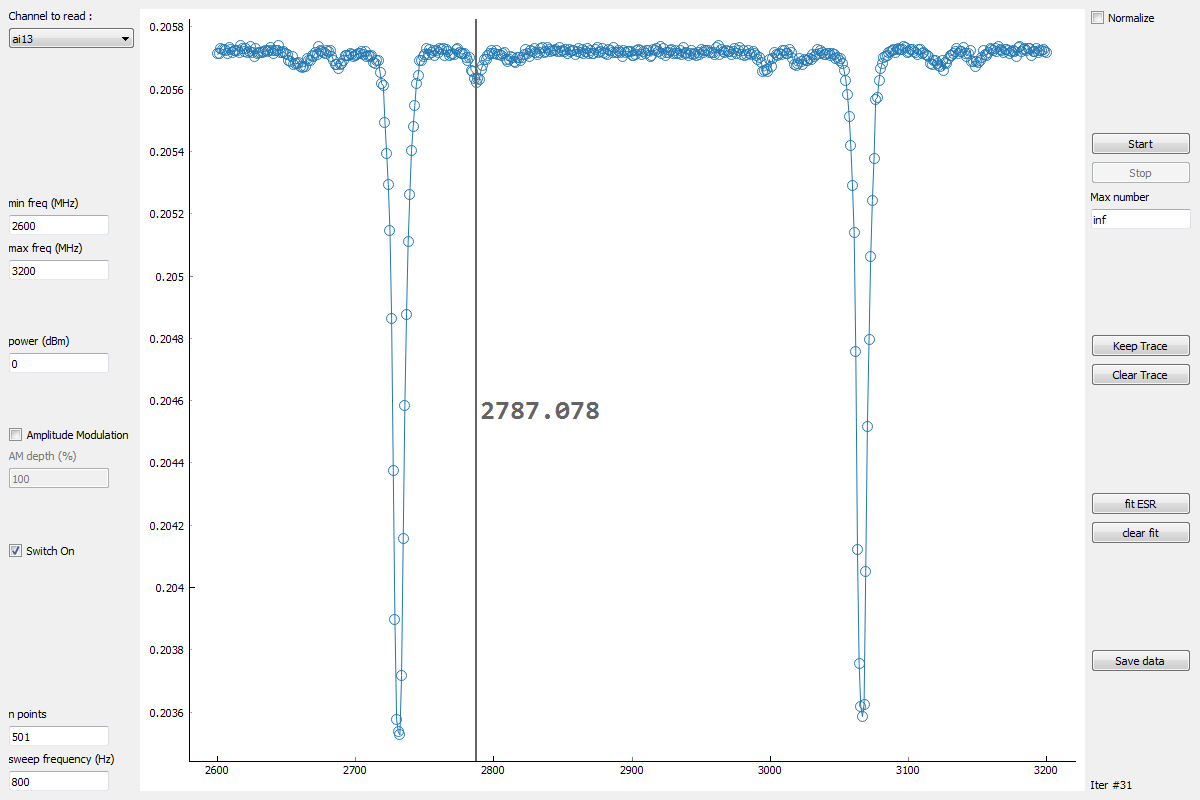 Channel to read :
ai13
min freq (MHz)
2600
max freq (MHz)
3200
power (dBm)
0
Amplitude Modulation
AM depth (%)
100
Switch On
n points
501
sweep frequency (Hz)
800
0.2058
0.2056
0.2054
0.2052
0.205
0.2048
0.2046
0.2044
0.2042
0.204
0.2038
0.2036
2787.078
2600
2700
2800
2900
3000
3100
3200
Normalize
Start
Stop
Max number
inf
Keep Trace
Clear Trace
fit ESR
clear fit
Save data
Iter #31